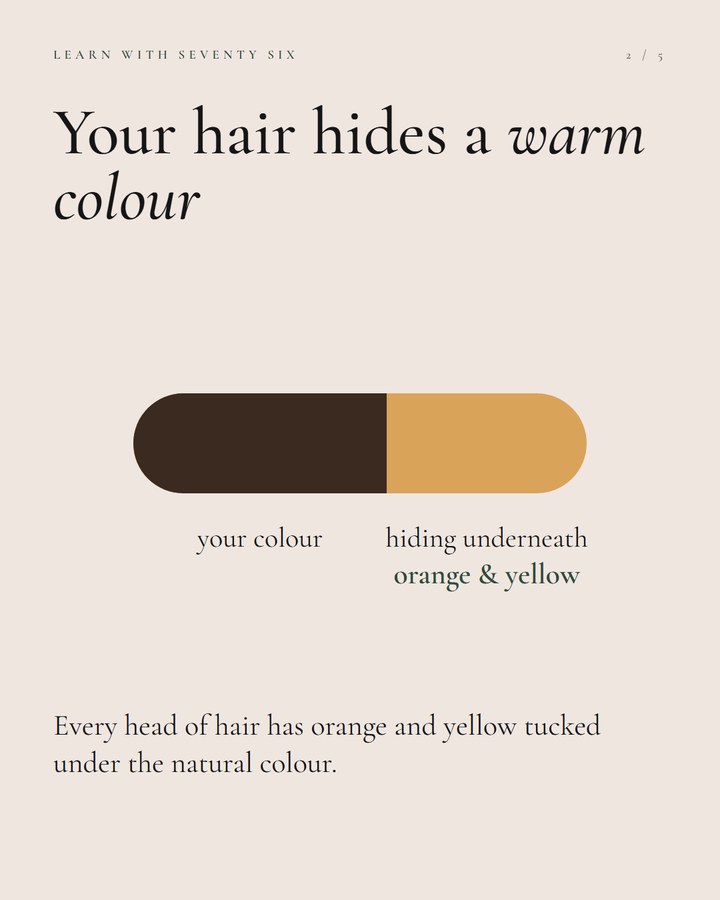 LEARN WITH SEVENTY SIX
2 / 5
Your hair hides a warm
colour
your colour
hiding underneath
orange & yellow
Every head of hair has orange and yellow tucked
under the natural colour.